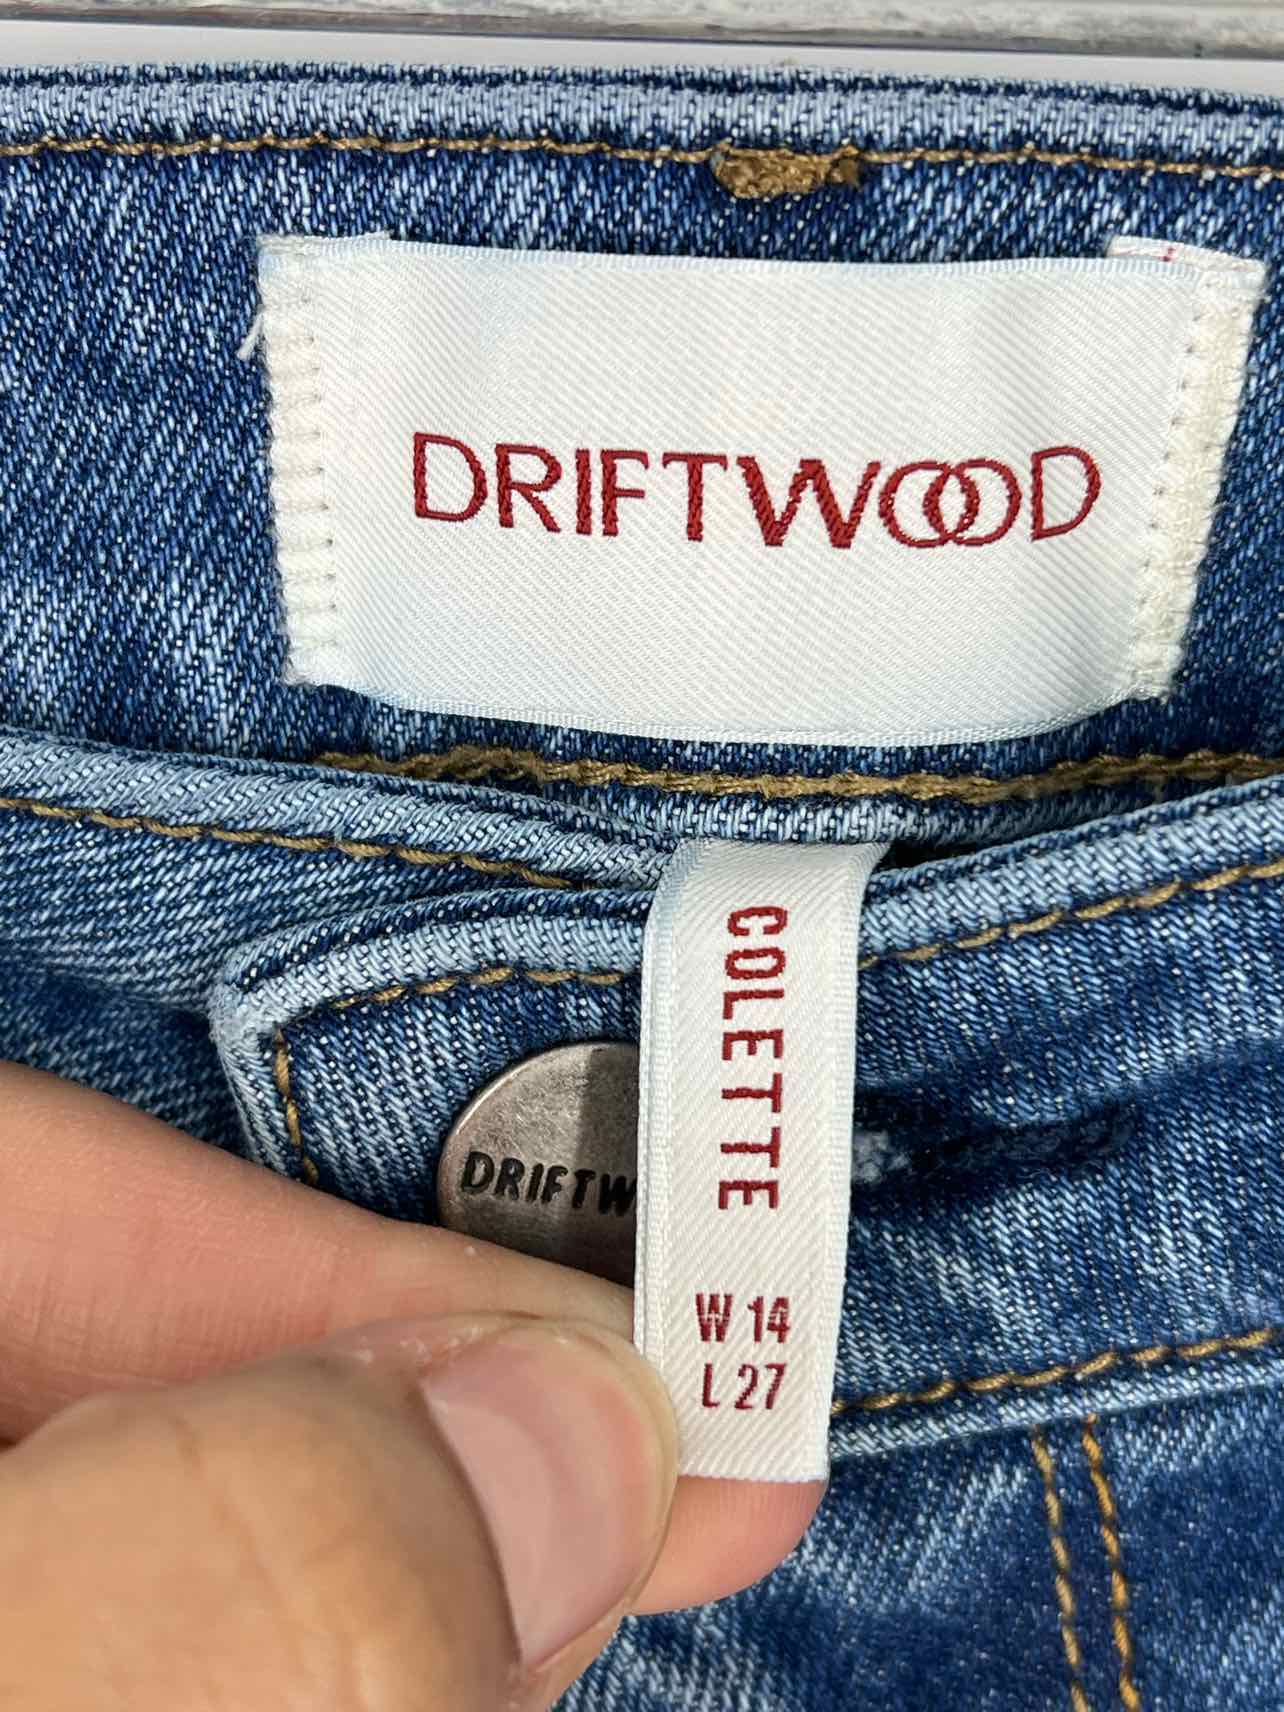 DRIFTWOOD
COLETTE
DRIFTW
W 14
L 27